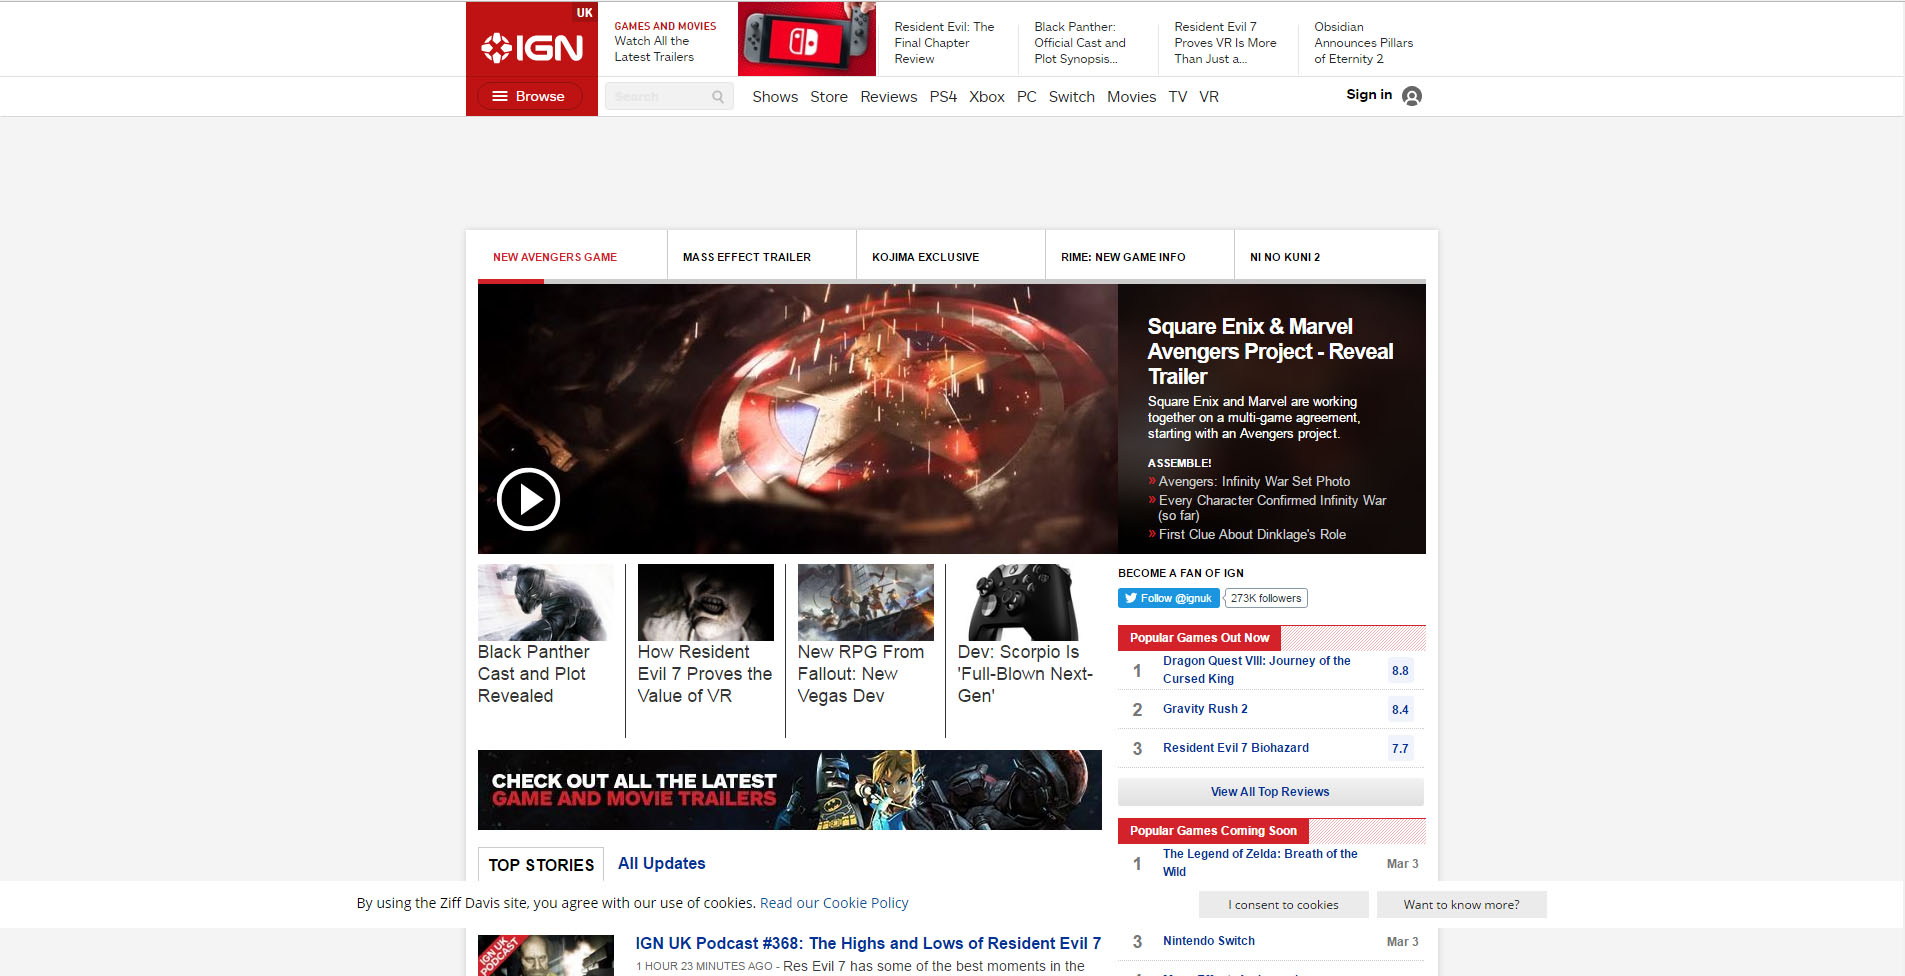 UK
IGN
Browse
GAMES AND MOVIES
Watch All the
Latest Trailers
Resident Evil: The
Final Chapter
Review
Black Panther:
Official Cast and
Plot Synopsis...
Resident Evil 7
Proves VR Is More
Than Just a...
Obsidian
Announces Pillars
of Eternity 2
Search
Shows Store Reviews PS4 Xbox PC Switch Movies TV VR
Sign in
NEW AVENGERS GAME
MASS EFFECT TRAILER
KOJIMA EXCLUSIVE
RIME: NEW GAME INFO
NI NO KUNI 2
Square Enix & Marvel
Avengers Project - Reveal
Trailer
Square Enix and Marvel are working
together on a multi-game agreement,
starting with an Avengers project.
ASSEMBLE!
» Avengers: Infinity War Set Photo
» Every Character Confirmed Infinity War
(so far)
» First Clue About Dinklage's Role
Black Panther
Cast and Plot
Revealed
How Resident
Evil 7 Proves the
Value of VR
New RPG From
Fallout: New
Vegas Dev
Dev: Scorpio Is
'Full-Blown Next-
Gen'
BECOME A FAN OF IGN
Follow @ignuk
273K followers
Popular Games Out Now
1 Dragon Quest VIII: Journey of the
Cursed King 8.8
2 Gravity Rush 2 8.4
3 Resident Evil 7 Biohazard 7.7
View All Top Reviews
CHECK OUT ALL THE LATEST
GAME AND MOVIE TRAILERS
Popular Games Coming Soon
1 The Legend of Zelda: Breath of the
Wild Mar 3
TOP STORIES
All Updates
By using the Ziff Davis site, you agree with our use of cookies. Read our Cookie Policy
I consent to cookies
Want to know more?
IGN UK
PODCAST
IGN UK Podcast #368: The Highs and Lows of Resident Evil 7
1 HOUR 23 MINUTES AGO - Res Evil 7 has some of the best moments in the
3 Nintendo Switch Mar 3